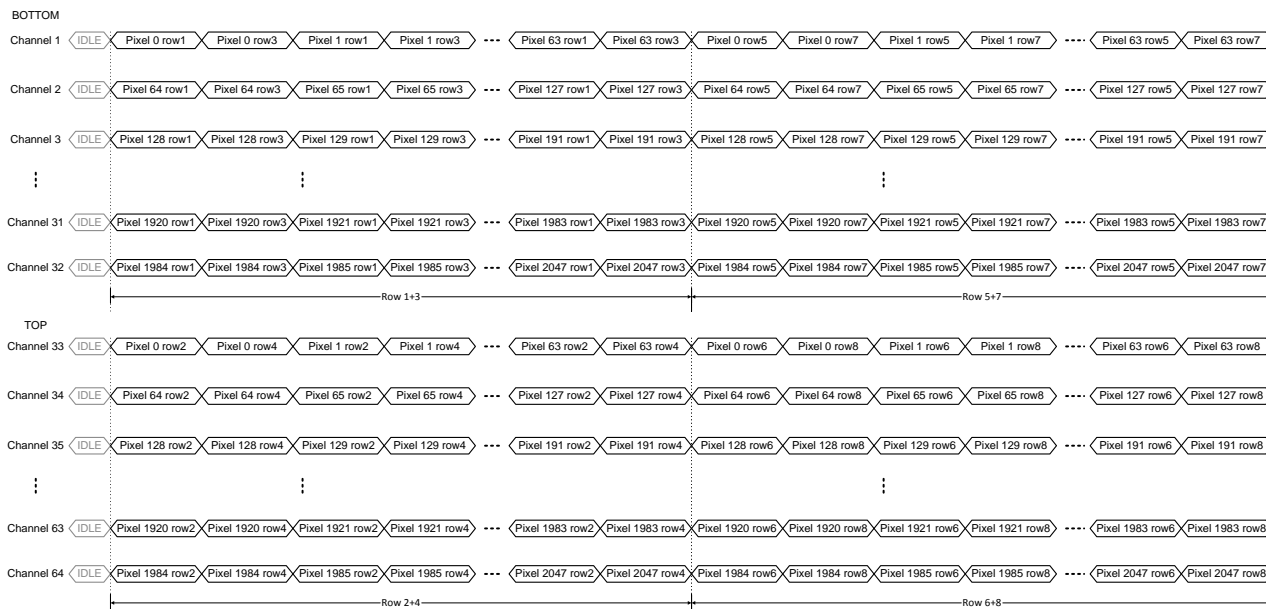 BOTTOM
Channel 1 IDLE Pixel 0 row1 Pixel 0 row3 Pixel 1 row1 Pixel 1 row3 Pixel 63 row1 Pixel 63 row3 Pixel 0 row5 Pixel 0 row7 Pixel 1 row5 Pixel 1 row7 Pixel 63 row5 Pixel 63 row7
Channel 2 IDLE Pixel 64 row1 Pixel 64 row3 Pixel 65 row1 Pixel 65 row3 Pixel 127 row1 Pixel 127 row3 Pixel 64 row5 Pixel 64 row7 Pixel 65 row5 Pixel 65 row7 Pixel 127 row5 Pixel 127 row7
Channel 3 IDLE Pixel 128 row1 Pixel 128 row3 Pixel 129 row1 Pixel 129 row3 Pixel 191 row1 Pixel 191 row3 Pixel 128 row5 Pixel 128 row7 Pixel 129 row5 Pixel 129 row7 Pixel 191 row5 Pixel 191 row7
Channel 31 IDLE Pixel 1920 row1 Pixel 1920 row3 Pixel 1921 row1 Pixel 1921 row3 Pixel 1983 row1 Pixel 1983 row3 Pixel 1920 row5 Pixel 1920 row7 Pixel 1921 row5 Pixel 1921 row7 Pixel 1983 row5 Pixel 1983 row7
Channel 32 IDLE Pixel 1984 row1 Pixel 1984 row3 Pixel 1985 row1 Pixel 1985 row3 Pixel 2047 row1 Pixel 2047 row3 Pixel 1984 row5 Pixel 1984 row7 Pixel 1985 row5 Pixel 1985 row7 Pixel 2047 row5 Pixel 2047 row7
Row 1+3 Row 5+7
TOP
Channel 33 IDLE Pixel 0 row2 Pixel 0 row4 Pixel 1 row2 Pixel 1 row4 Pixel 63 row2 Pixel 63 row4 Pixel 0 row6 Pixel 0 row8 Pixel 1 row6 Pixel 1 row8 Pixel 63 row6 Pixel 63 row8
Channel 34 IDLE Pixel 64 row2 Pixel 64 row4 Pixel 65 row2 Pixel 65 row4 Pixel 127 row2 Pixel 127 row4 Pixel 64 row6 Pixel 64 row8 Pixel 65 row6 Pixel 65 row8 Pixel 127 row6 Pixel 127 row8
Channel 35 IDLE Pixel 128 row2 Pixel 128 row4 Pixel 129 row2 Pixel 129 row4 Pixel 191 row2 Pixel 191 row4 Pixel 128 row6 Pixel 128 row8 Pixel 129 row6 Pixel 129 row8 Pixel 191 row6 Pixel 191 row8
Channel 63 IDLE Pixel 1920 row2 Pixel 1920 row4 Pixel 1921 row2 Pixel 1921 row4 Pixel 1983 row2 Pixel 1983 row4 Pixel 1920 row6 Pixel 1920 row8 Pixel 1921 row6 Pixel 1921 row8 Pixel 1983 row6 Pixel 1983 row8
Channel 64 IDLE Pixel 1984 row2 Pixel 1984 row4 Pixel 1985 row2 Pixel 1985 row4 Pixel 2047 row2 Pixel 2047 row4 Pixel 1984 row6 Pixel 1984 row8 Pixel 1985 row6 Pixel 1985 row8 Pixel 2047 row6 Pixel 2047 row8
Row 2+4 Row 6+8